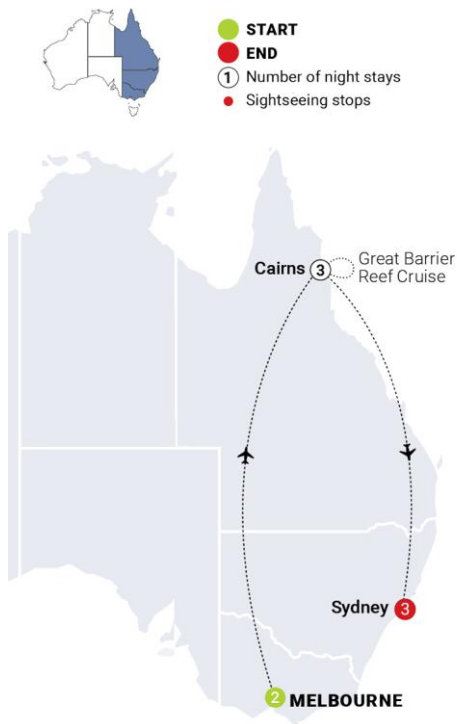 START
END
1 Number of night stays
Sightseeing stops
Cairns 3
Great Barrier
Reef Cruise
Sydney 3
2 MELBOURNE